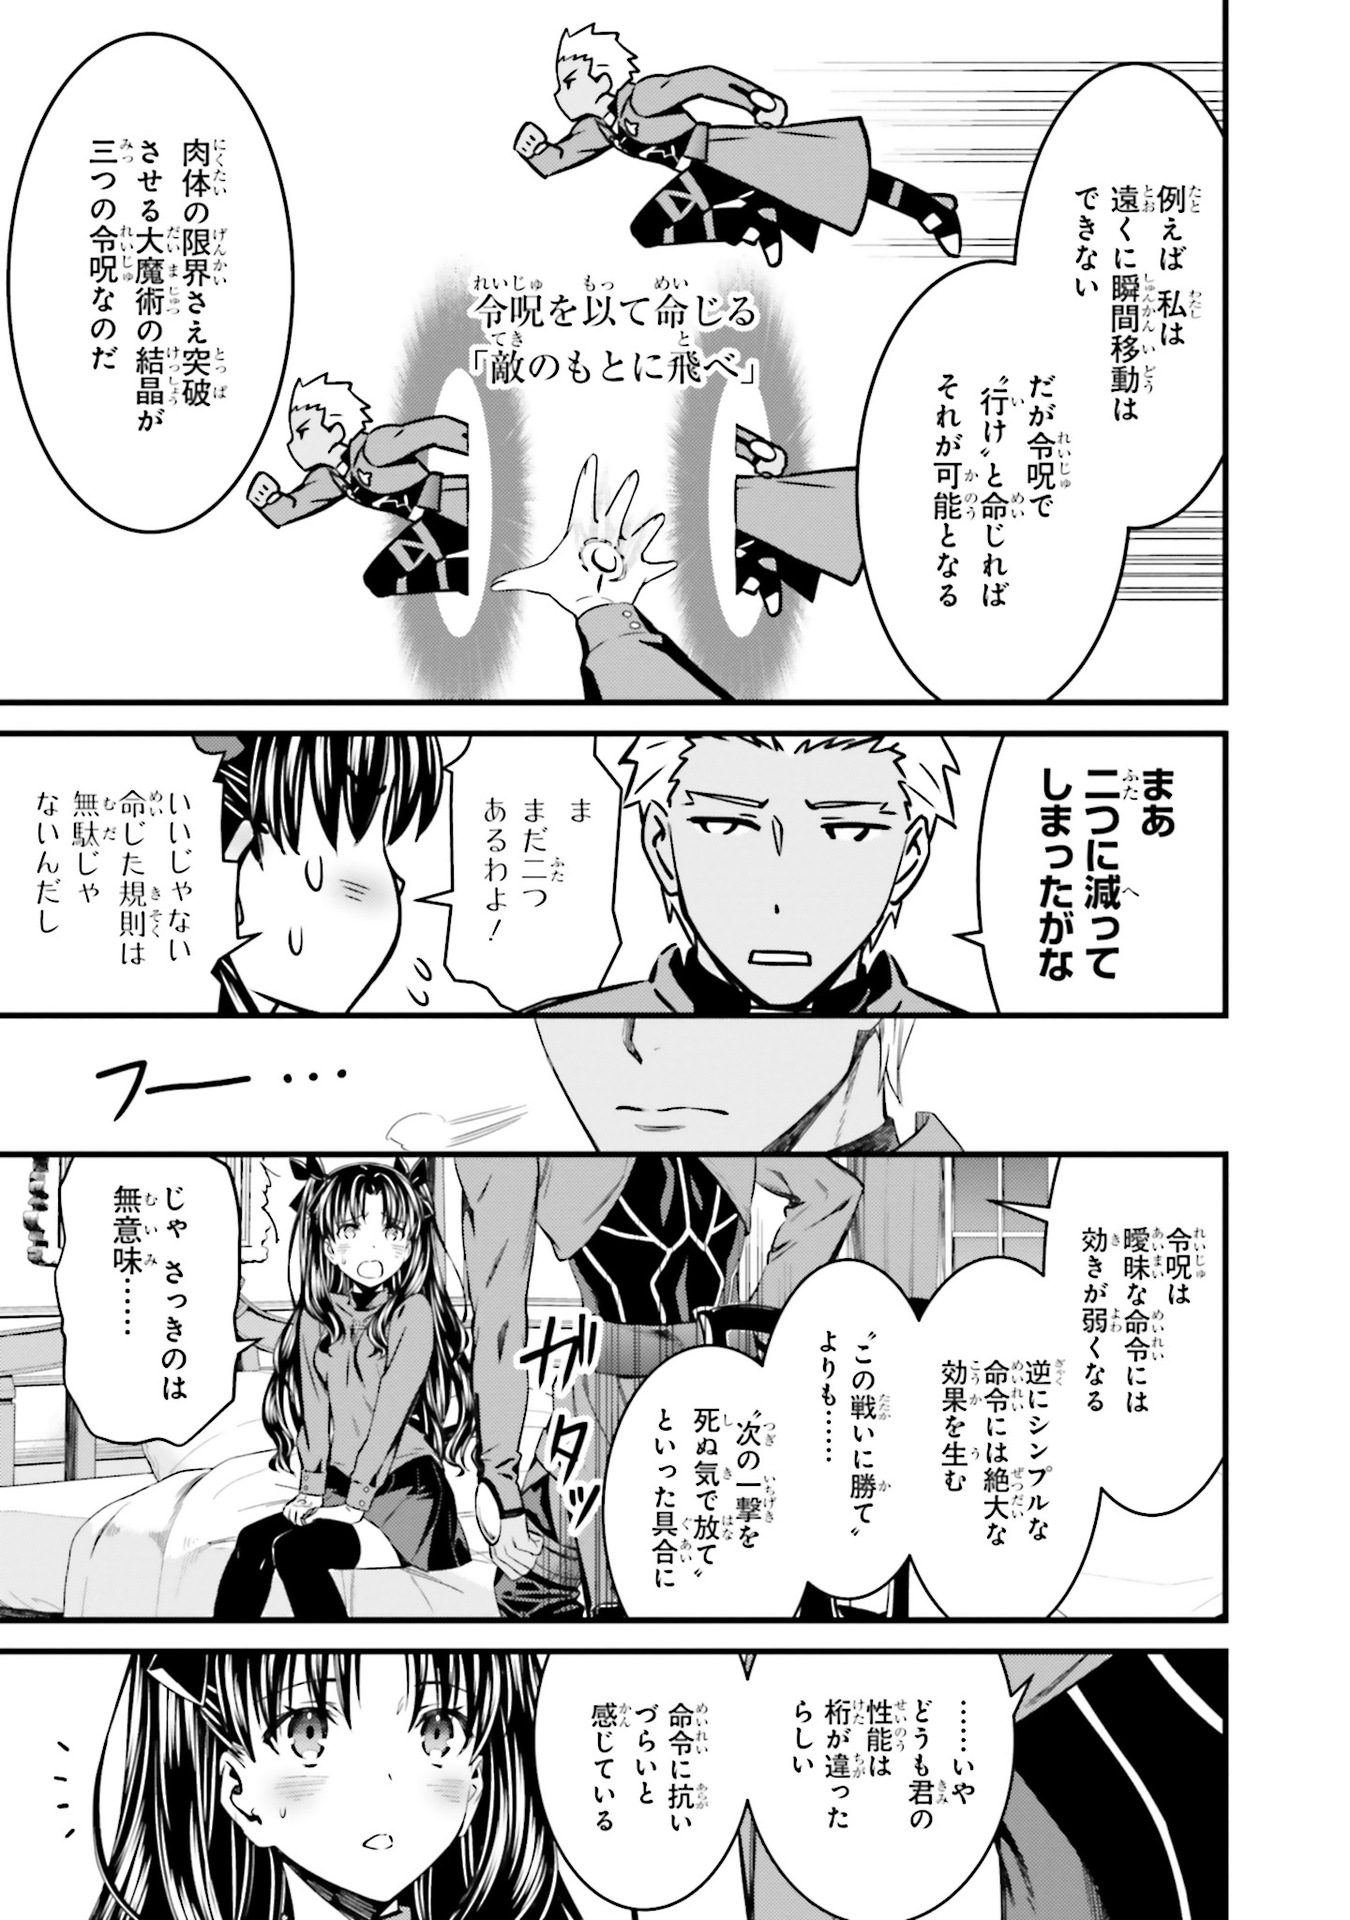 例えば 私は
遠くに瞬間移動は
できない
だが令呪で
〝行け〟と命じれば
それが可能となる
令呪を以て命じる
「敵のもとに飛べ」
肉体の限界さえ突破
させる大魔術の結晶が
三つの令呪なのだ
まあ
二つに減って
しまったがな
ま
まだ二つ
あるわよ!
いいじゃない
命じた規則は
無駄じゃ
ないんだし
フー…
令呪は
曖昧な命令には
効きが弱くなる
逆にシンプルな
命令には絶大な
効果を生む
〝この戦いに勝て〟
よりも……
〝次の一撃を
死ぬ気で放て〟
といった具合に
ガタッ
じゃ さっきのは
無意味……
……いや
どうも君の
性能は
桁が違った
らしい
命令に抗い
づらいと
感じている